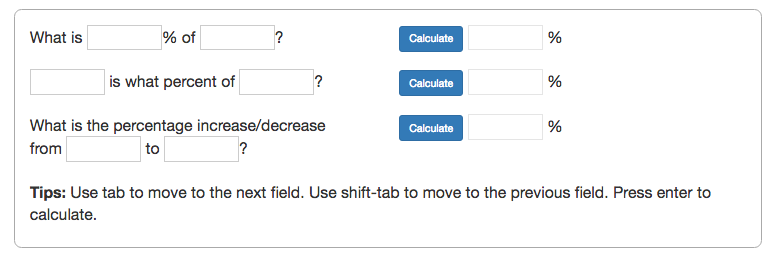 What is % of ? Calculate %
is what percent of ? Calculate %
What is the percentage increase/decrease Calculate %
from to ?
Tips: Use tab to move to the next field. Use shift-tab to move to the previous field. Press enter to
calculate.